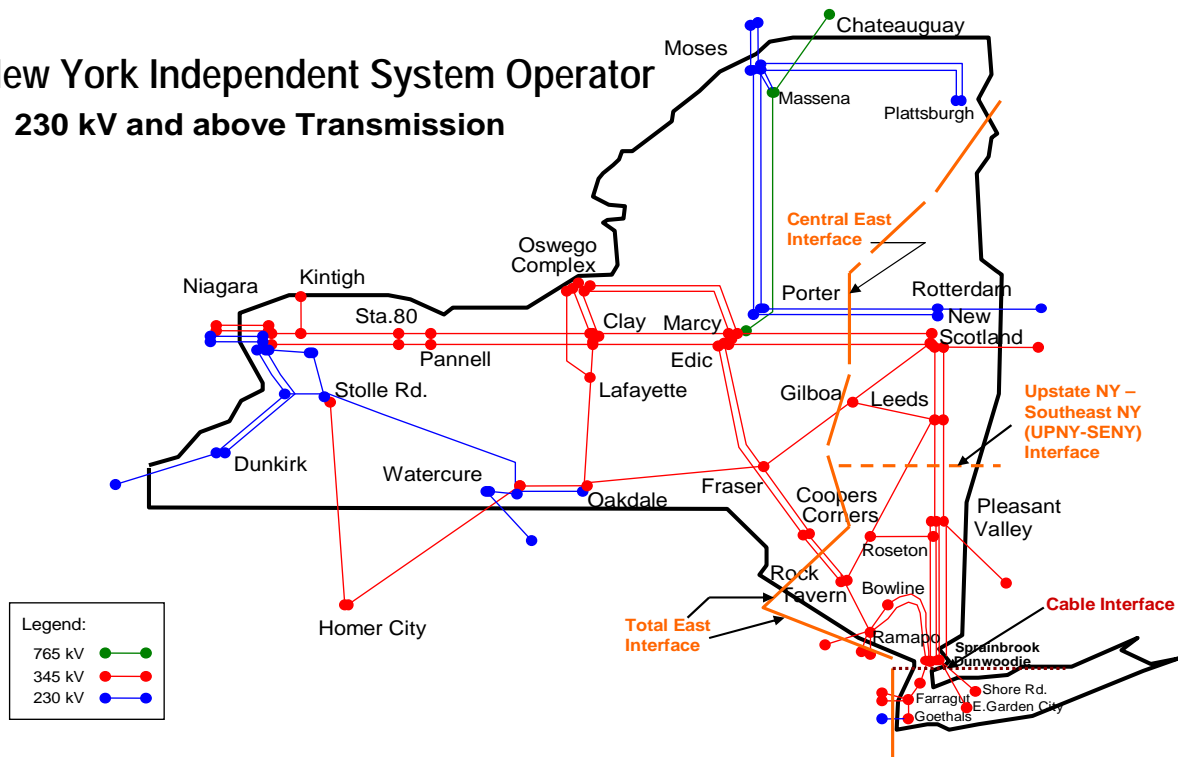 New York Independent System Operator
230 kV and above Transmission
Chateauguay
Moses
Massena
Plattsburgh
Central East
Interface
Oswego
Complex
Niagara
Kintigh
Sta.80
Pannell
Clay
Marcy
Edic
Porter
Rotterdam
New
Scotland
Stolle Rd.
Lafayette
Gilboa
Leeds
Upstate NY –
Southeast NY
(UPNY-SENY)
Interface
Dunkirk
Watercure
Oakdale
Fraser
Coopers
Corners
Pleasant
Valley
Roseton
Rock
Tavern
Bowline
Cable Interface
Homer City
Total East
Interface
Ramapo
Sprainbrook
Dunwoodie
Shore Rd.
Farragut
E.Garden City
Goethals
Legend:
765 kV
345 kV
230 kV